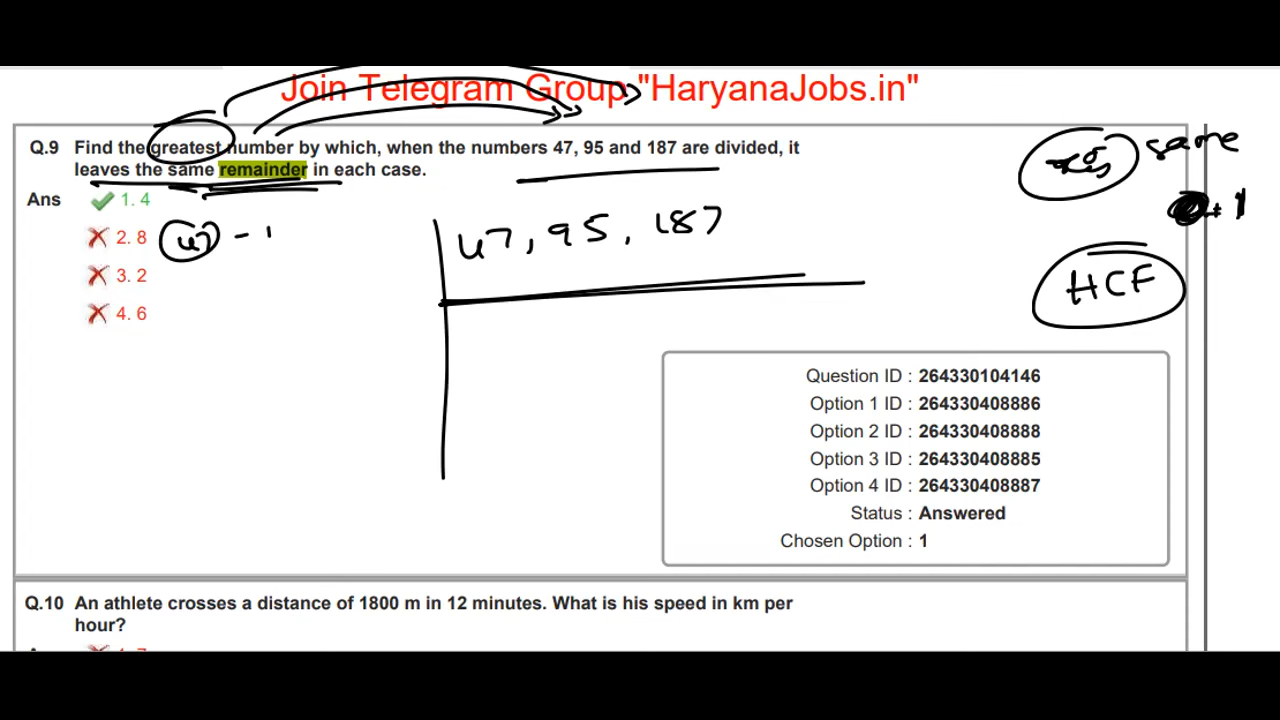 Join Telegram Group "HaryanaJobs.in"
Q.9 Find the greatest number by which, when the numbers 47, 95 and 187 are divided, it
leaves the same remainder in each case.
same
Ans 1. 4
+ 1
2. 8 47 - 1
47, 95, 187
3. 2
HCF
4. 6
Question ID : 264330104146
Option 1 ID : 264330408886
Option 2 ID : 264330408888
Option 3 ID : 264330408885
Option 4 ID : 264330408887
Status : Answered
Chosen Option : 1
Q.10 An athlete crosses a distance of 1800 m in 12 minutes. What is his speed in km per
hour?